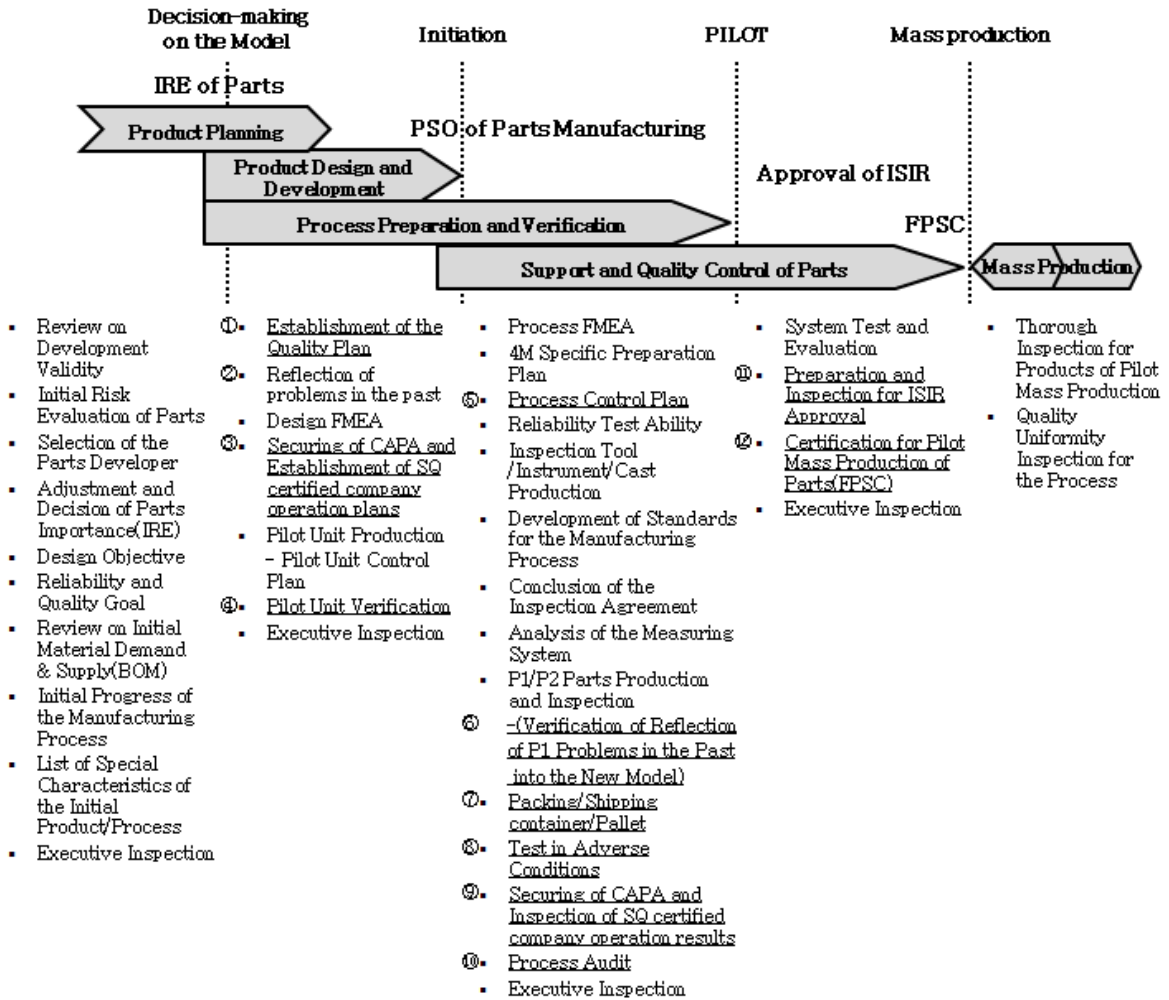 Decision-making
on the Model
Initiation
PILOT
Mass production
IRE of Parts
Product Planning
PSO of Parts Manufacturing
Product Design and
Development
Approval of ISIR
Process Preparation and Verification
FPSC
Support and Quality Control of Parts
Mass Production
▪ Review on
Development
Validity
▪ Initial Risk
Evaluation of Parts
▪ Selection of the
Parts Developer
▪ Adjustment and
Decision of Parts
Importance(IRE)
▪ Design Objective
▪ Reliability and
Quality Goal
▪ Review on Initial
Material Demand
& Supply(BOM)
▪ Initial Progress of
the Manufacturing
Process
▪ List of Special
Characteristics of
the Initial
Product/Process
▪ Executive Inspection
①▪ Establishment of the
Quality Plan
②▪ Reflection of
problems in the past
▪ Design FMEA
③▪ Securing of CAPA and
Establishment of SQ
certified company
operation plans
▪ Pilot Unit Production
- Pilot Unit Control
Plan
④▪ Pilot Unit Verification
▪ Executive Inspection
▪ Process FMEA
▪ 4M Specific Preparation
Plan
⑤▪ Process Control Plan
▪ Reliability Test Ability
▪ Inspection Tool
/Instrument/Cast
Production
▪ Development of Standards
for the Manufacturing
Process
▪ Conclusion of the
Inspection Agreement
▪ Analysis of the Measuring
System
▪ P1/P2 Parts Production
and Inspection
⑥ -(Verification of Reflection
of P1 Problems in the Past
into the New Model)
⑦▪ Packing/Shipping
container/Pallet
⑧▪ Test in Adverse
Conditions
⑨▪ Securing of CAPA and
Inspection of SQ certified
company operation results
⑩▪ Process Audit
▪ Executive Inspection
▪ System Test and
Evaluation
⑪▪ Preparation and
Inspection for ISIR
Approval
⑫▪ Certification for Pilot
Mass Production of
Parts(FPSC)
▪ Executive Inspection
▪ Thorough
Inspection for
Products of Pilot
Mass Production
▪ Quality
Uniformity
Inspection for
the Process